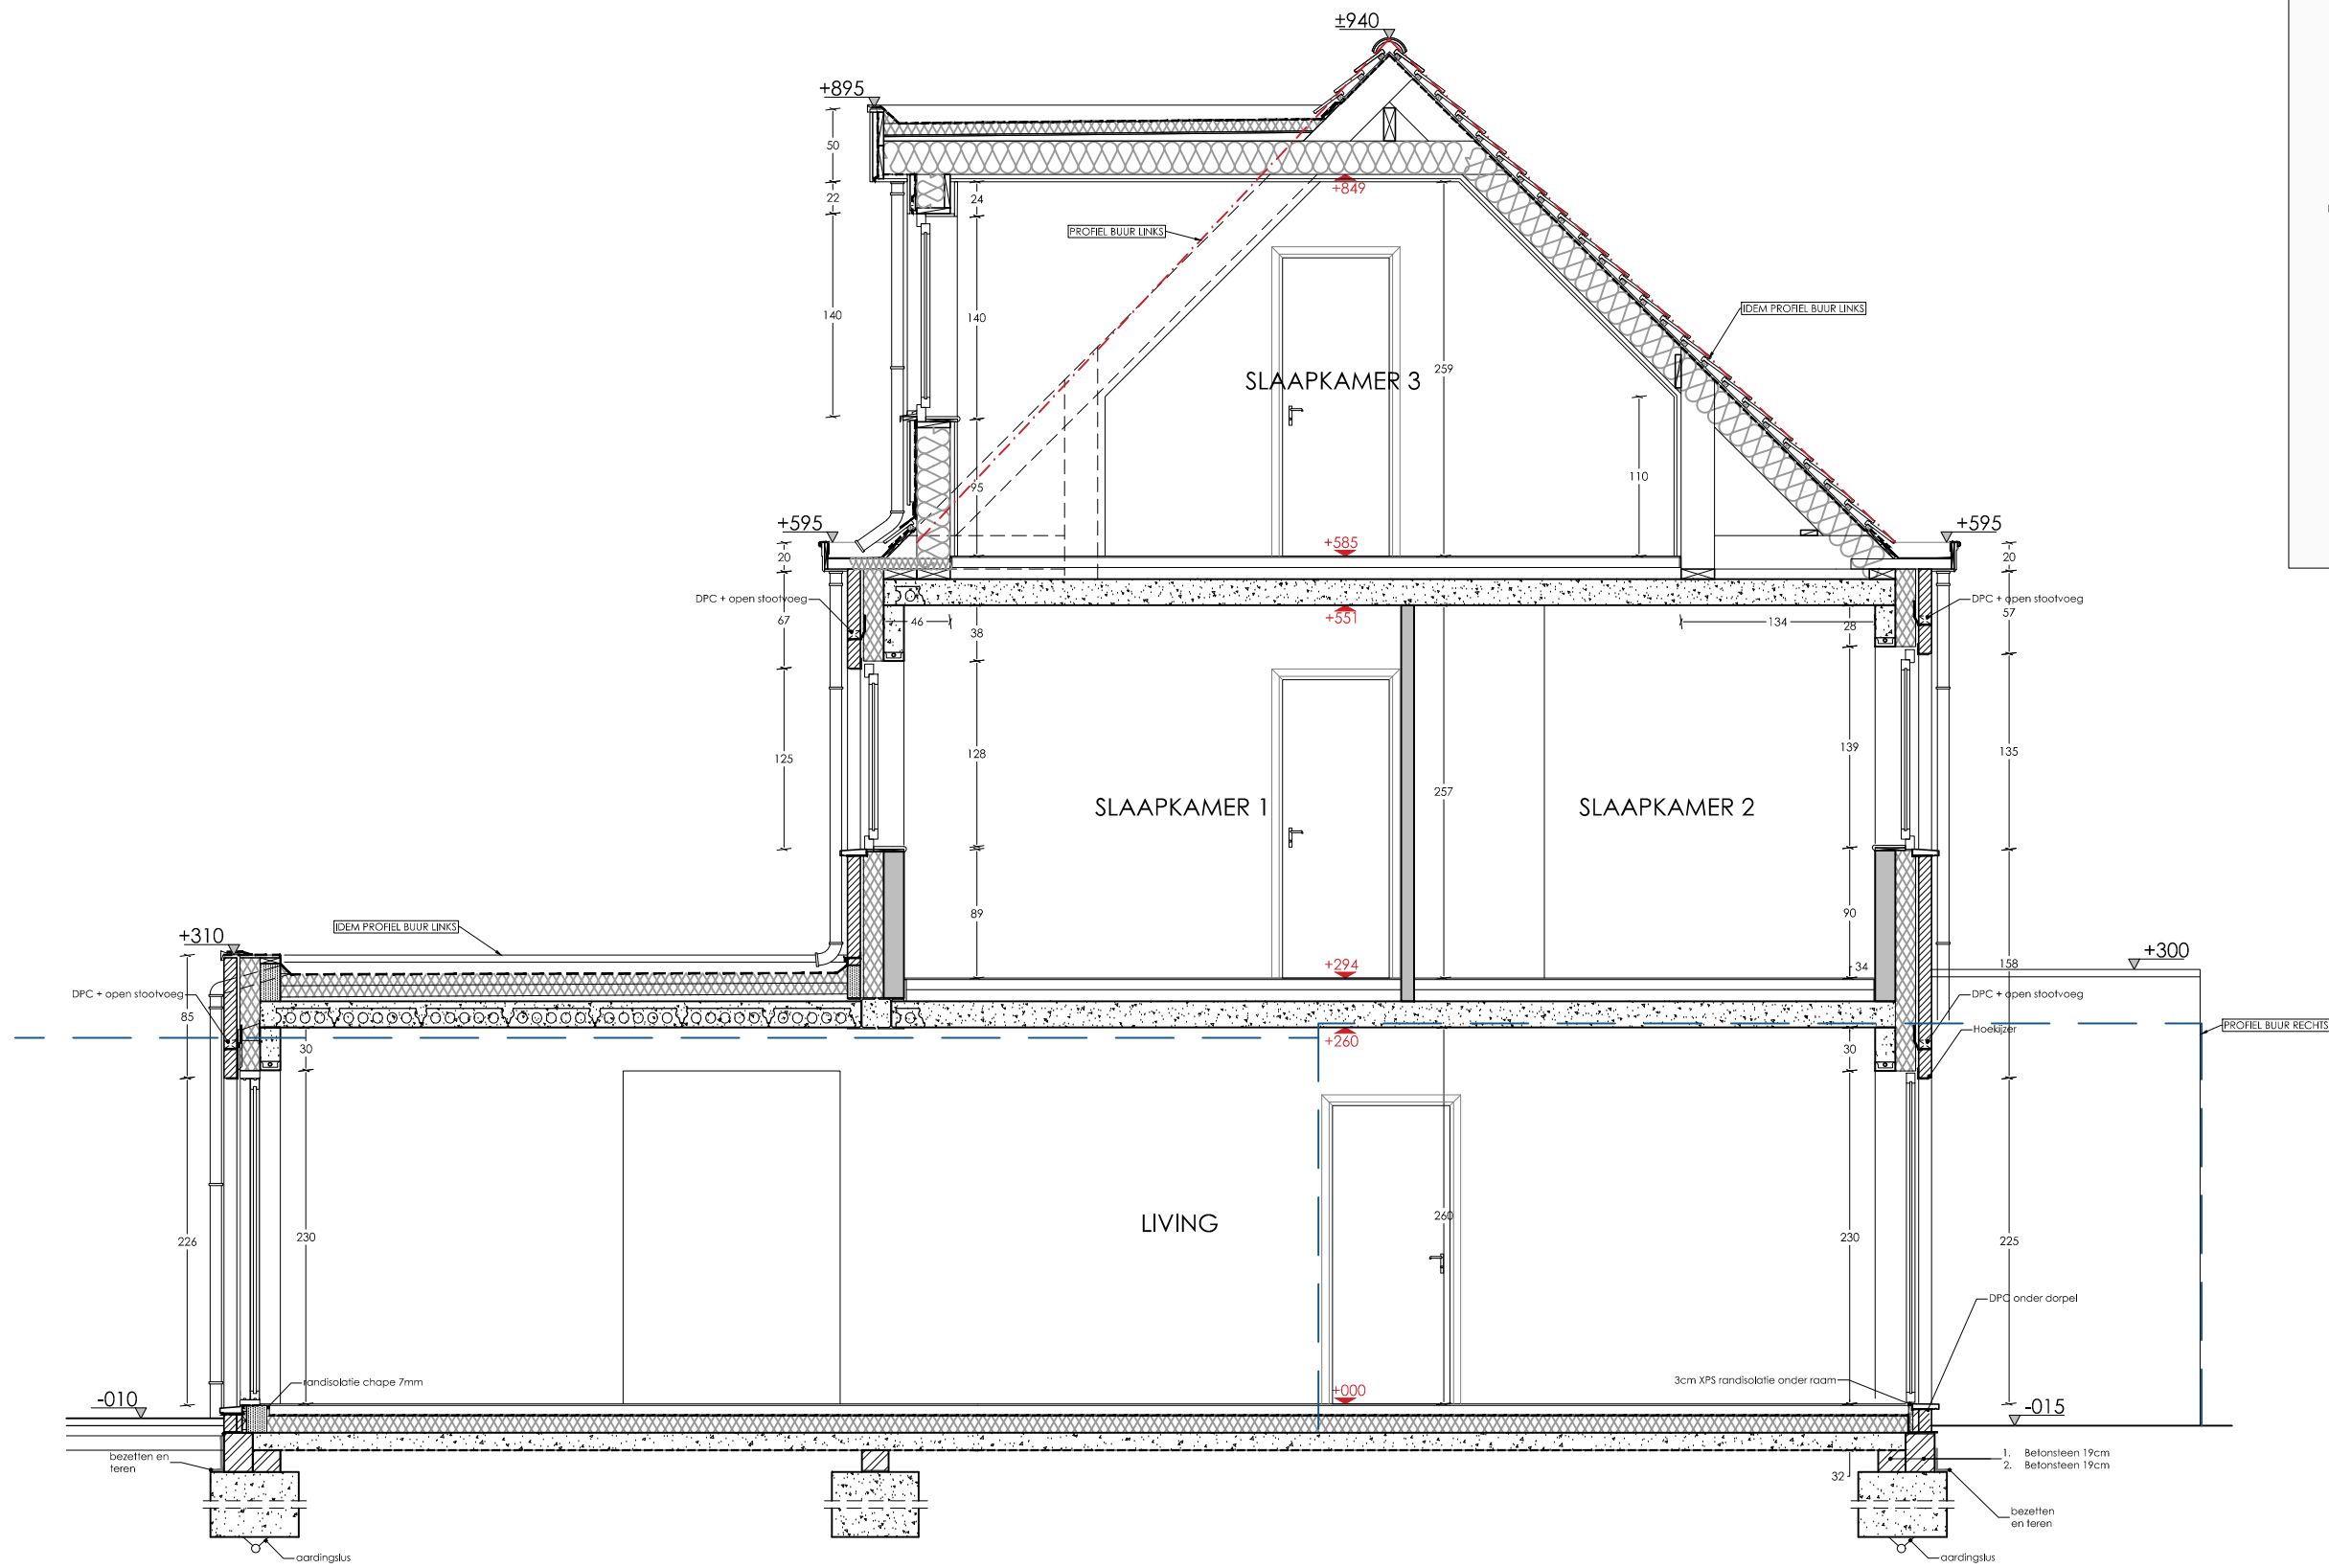 ±940
+895
50
22
24
+849
PROFIEL BUUR LINKS
140
140
IDEM PROFIEL BUUR LINKS
SLAAPKAMER 3
259
95
110
+595
+585
+595
20
20
DPC + open stootvoeg
DPC + open stootvoeg
67
46
38
+551
134
28
57
125
128
139
135
257
SLAAPKAMER 1
SLAAPKAMER 2
89
90
IDEM PROFIEL BUUR LINKS
+310
+300
+294
34
158
DPC + open stootvoeg
DPC + open stootvoeg
85
PROFIEL BUUR RECHTS
Hoekijzer
30
+260
30
LIVING
260
226
230
230
225
DPC onder dorpel
randisolatie chape 7mm
3cm XPS randisolatie onder raam
+000
-010
-015
bezetten en
teren
1. Betonsteen 19cm
2. Betonsteen 19cm
32
bezetten
en teren
aardingslus
aardingslus